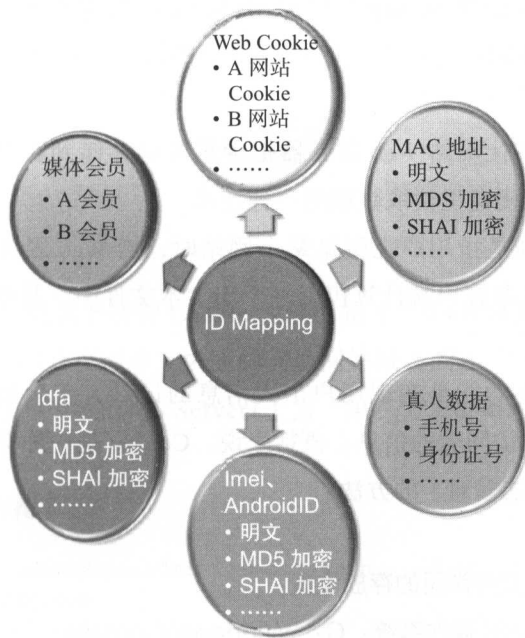 Web Cookie
• A 网站
Cookie
• B 网站
Cookie
• ……
媒体会员
• A 会员
• B 会员
• ……
MAC 地址
• 明文
• MDS 加密
• SHAI 加密
• ……
ID Mapping
idfa
• 明文
• MD5 加密
• SHAI 加密
• ……
真人数据
• 手机号
• 身份证号
• ……
Imei、
AndroidID
• 明文
• MD5 加密
• SHAI 加密
• ……